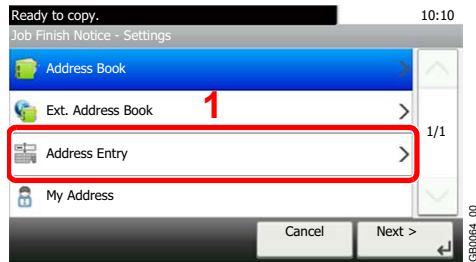 Ready to copy. 10:10
Job Finish Notice - Settings
Address Book
Ext. Address Book
1
1/1
Address Entry
My Address
Cancel Next >
GB0064_00